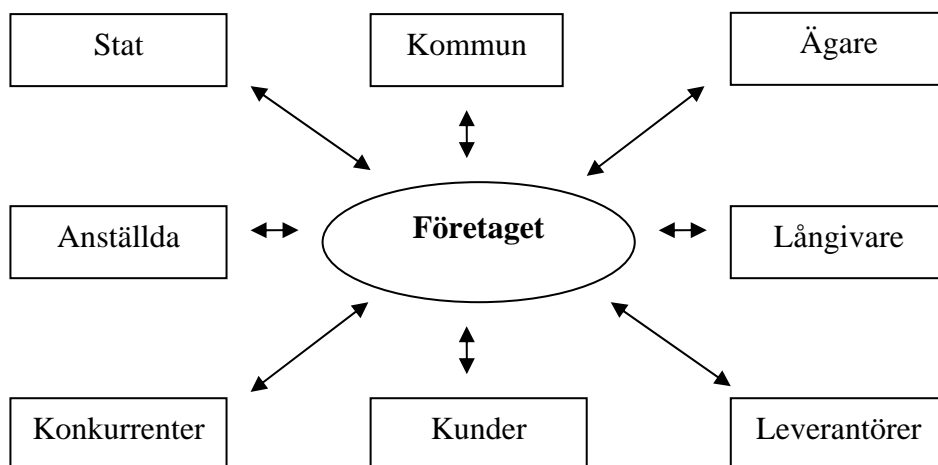 Stat
Kommun
Ägare
Anställda
Företaget
Långivare
Konkurrenter
Kunder
Leverantörer